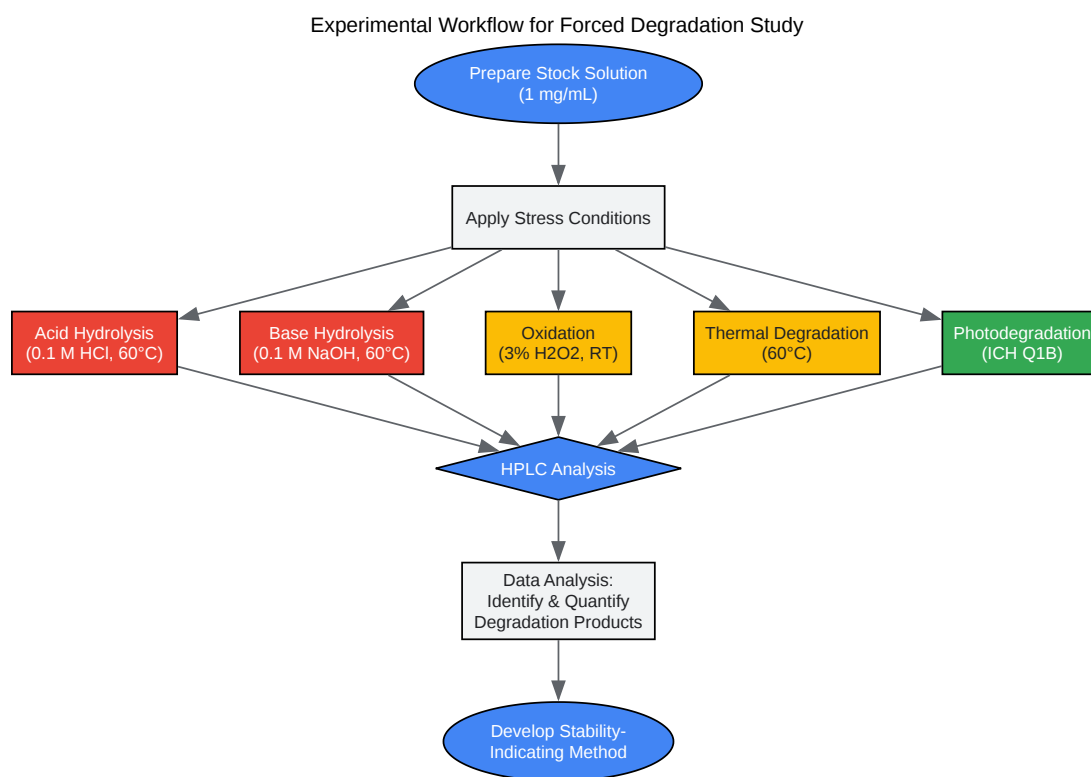 Experimental Workflow for Forced Degradation Study
Prepare Stock Solution
(1 mg/mL)
Apply Stress Conditions
Acid Hydrolysis
(0.1 M HCl, 60°C)
Base Hydrolysis
(0.1 M NaOH, 60°C)
Oxidation
(3% H2O2, RT)
Thermal Degradation
(60°C)
Photodegradation
(ICH Q1B)
HPLC Analysis
Data Analysis:
Identify & Quantify
Degradation Products
Develop Stability-
Indicating Method